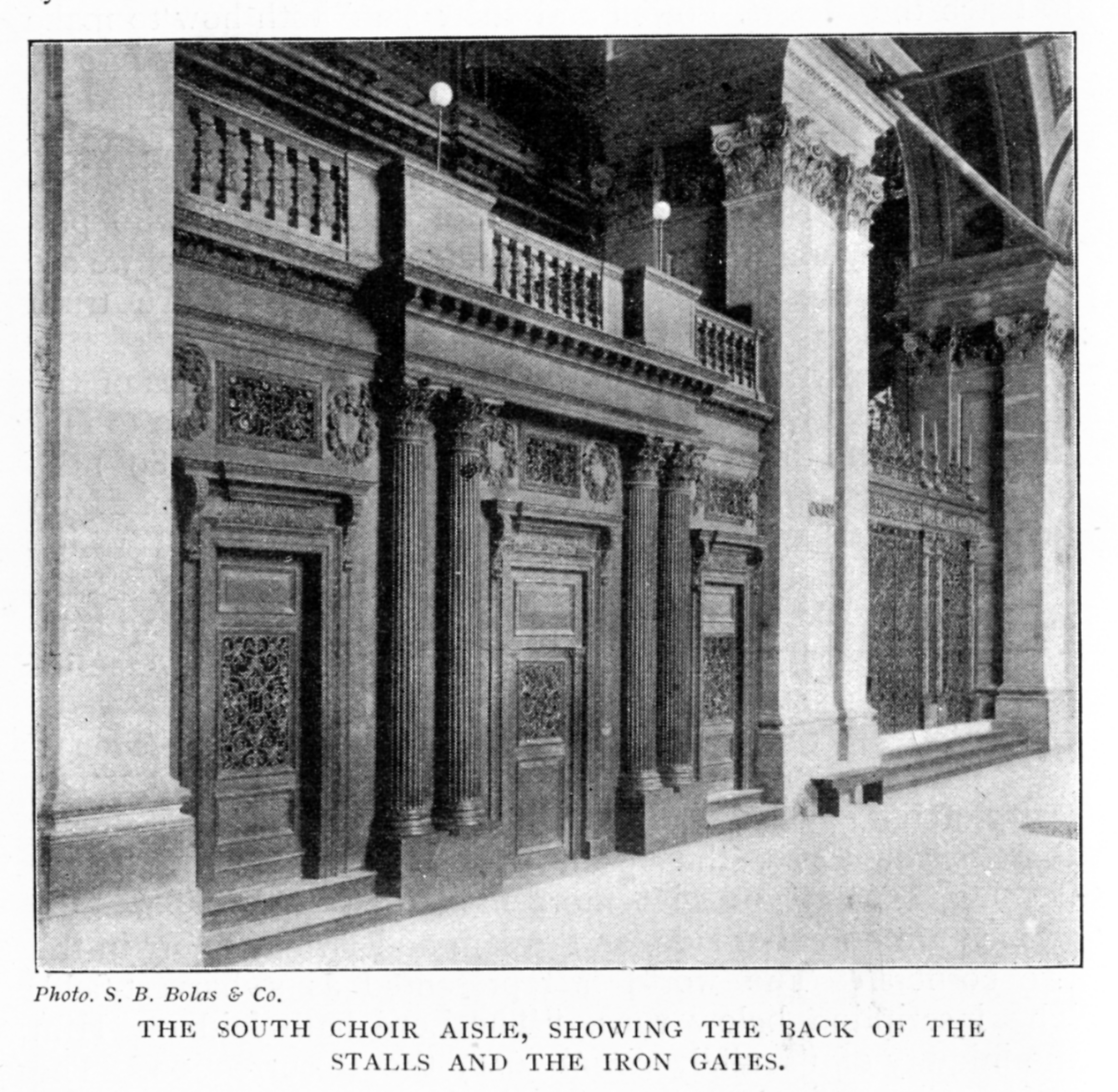 Photo. S. B. Bolas & Co.
THE SOUTH CHOIR AISLE, SHOWING THE BACK OF THE
STALLS AND THE IRON GATES.